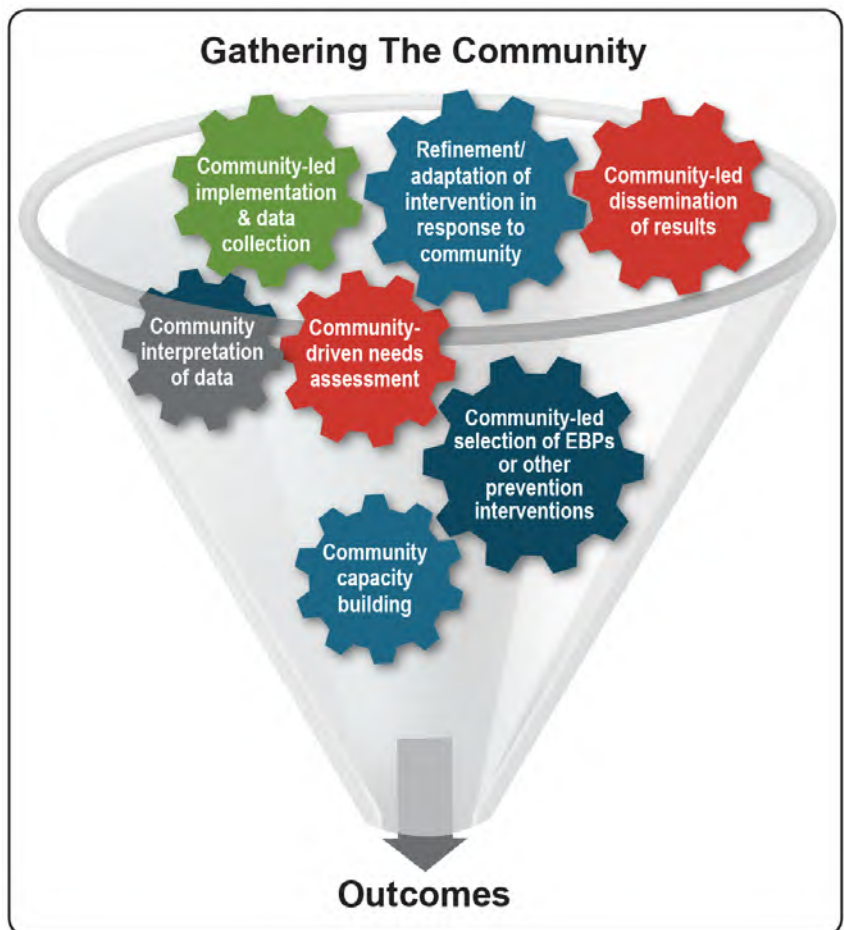 Gathering The Community
Community-led
implementation
& data
collection
Refinement/
adaptation of
intervention in
response to
community
Community-led
dissemination
of results
Community
interpretation
of data
Community-
driven needs
assessment
Community-led
selection of EBPs
or other
prevention
interventions
Community
capacity
building
Outcomes